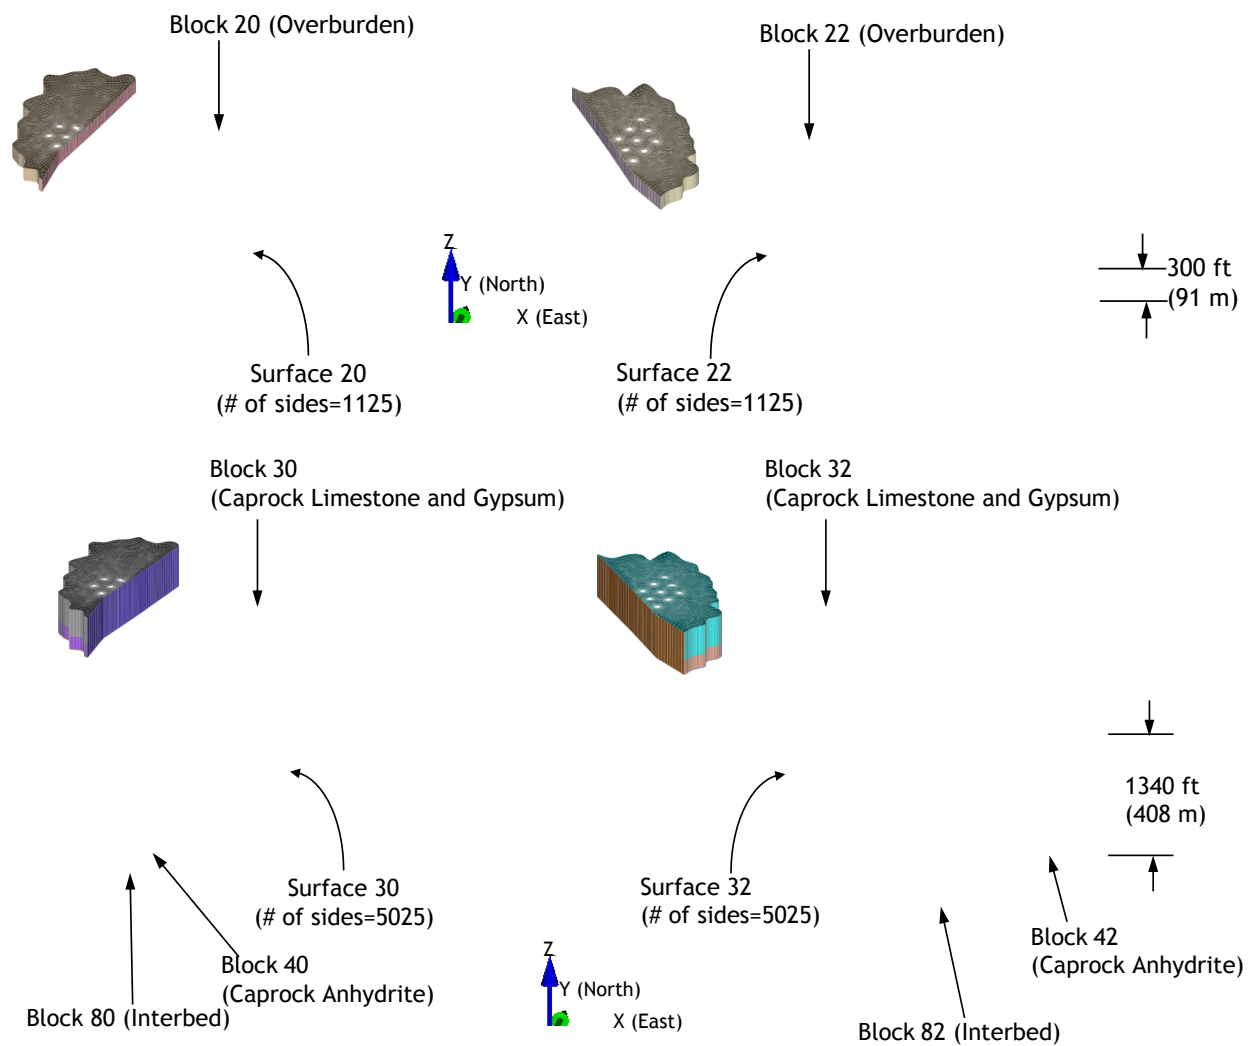 Block 20 (Overburden)
Block 22 (Overburden)
Z
Y (North)
X (East)
300 ft
(91 m)
Surface 20
(# of sides=1125)
Surface 22
(# of sides=1125)
Block 30
(Caprock Limestone and Gypsum)
Block 32
(Caprock Limestone and Gypsum)
1340 ft
(408 m)
Surface 30
(# of sides=5025)
Surface 32
(# of sides=5025)
Block 40
(Caprock Anhydrite)
Block 80 (Interbed)
Z
Y (North)
X (East)
Block 42
(Caprock Anhydrite)
Block 82 (Interbed)